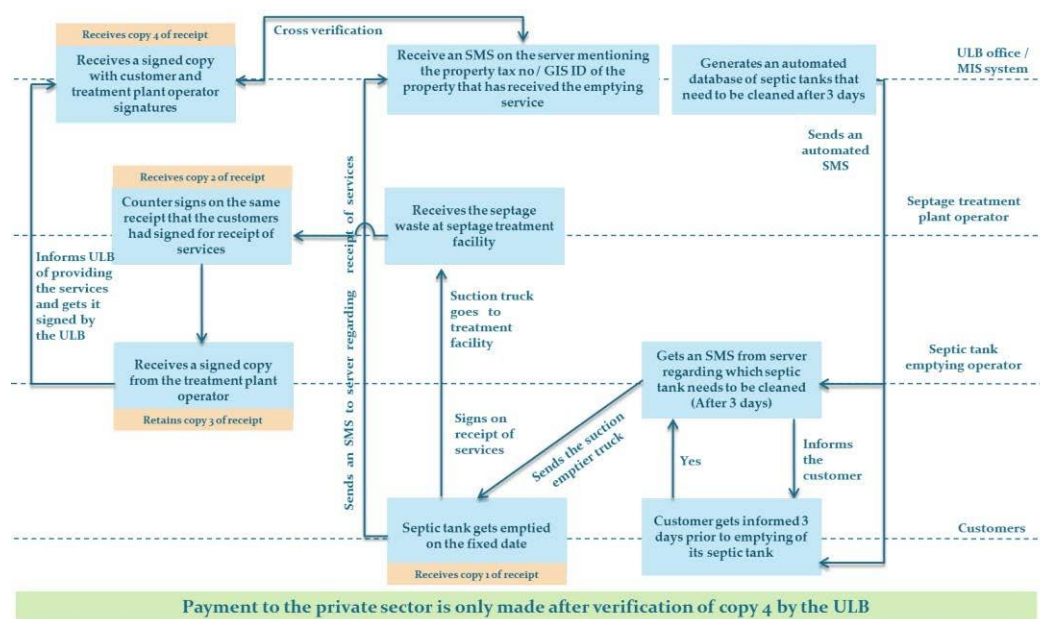 Receives copy 4 of receipt
Receives a signed copy
with customer and
treatment plant operator
signatures
Cross verification
Receive an SMS on the server mentioning
the property tax no/ GIS ID of the
property that has received the emptying
service
Generates an automated
database of septic tanks that
need to be cleaned after 3 days
ULB office /
MIS system
Sends an
automated
SMS
Receives copy 2 of receipt
Counter signs on the same
receipt that the customers
had signed for receipt of
services
Sends an SMS to server regarding receipt of services
Receives the septage
waste at septage treatment
facility
Septage treatment
plant operator
Informs ULB
of providing
the services
and gets it
signed by
the ULB
Suction truck
goes to
treatment
facility
Receives a signed copy
from the treatment plant
operator
Retains copy 3 of receipt
Gets an SMS from server
regarding which septic
tank needs to be cleaned
(After 3 days)
Septic tank
emptying operator
Signs on
receipt of
services
Sends the suction
emptier truck
Yes
Informs
the
customer
Septic tank gets emptied
on the fixed date
Receives copy 1 of receipt
Customer gets informed 3
days prior to emptying of
its septic tank
Customers
Payment to the private sector is only made after verification of copy 4 by the ULB